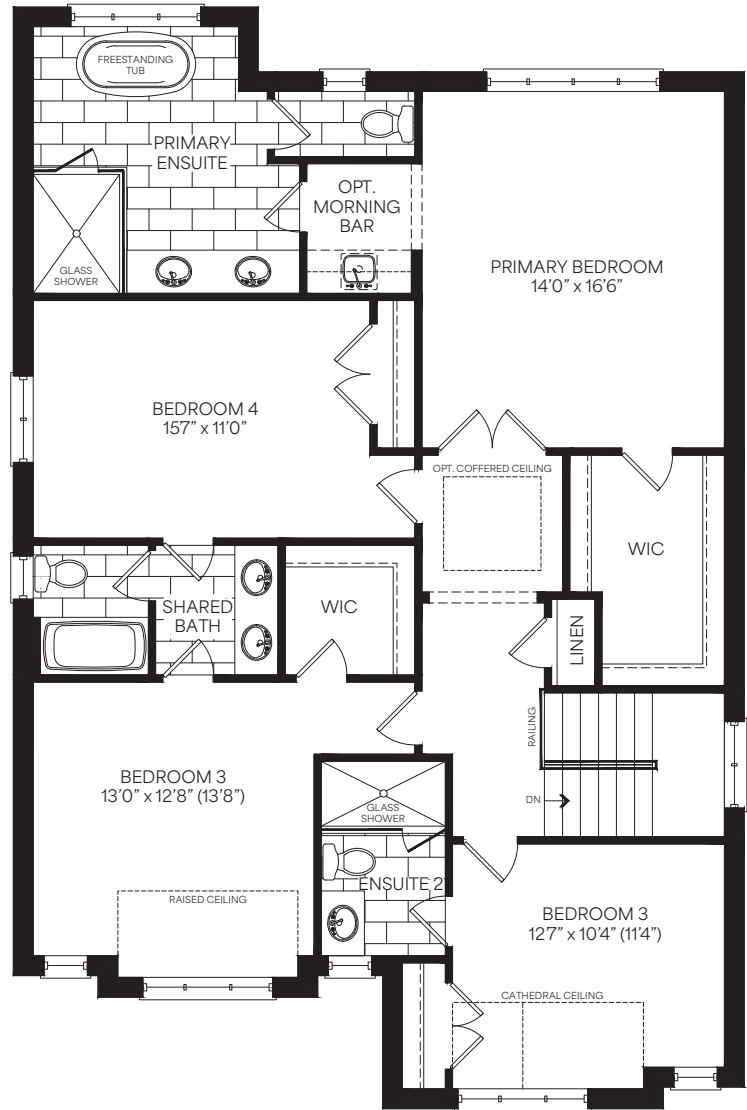 FREESTANDING
TUB
PRIMARY
ENSUITE
OPT.
MORNING
BAR
GLASS
SHOWER
PRIMARY BEDROOM
14'0” x 16'6”
BEDROOM 4
15'7” x 11'0”
OPT. COFFERED CEILING
WIC
SHARED
BATH
WIC
LINEN
RAILING
DN
BEDROOM 3
13'0” x 12'8” (13'8”)
RAISED CEILING
GLASS
SHOWER
ENSUITE 2
BEDROOM 3
12'7” x 10'4” (11'4”)
CATHEDRAL CEILING